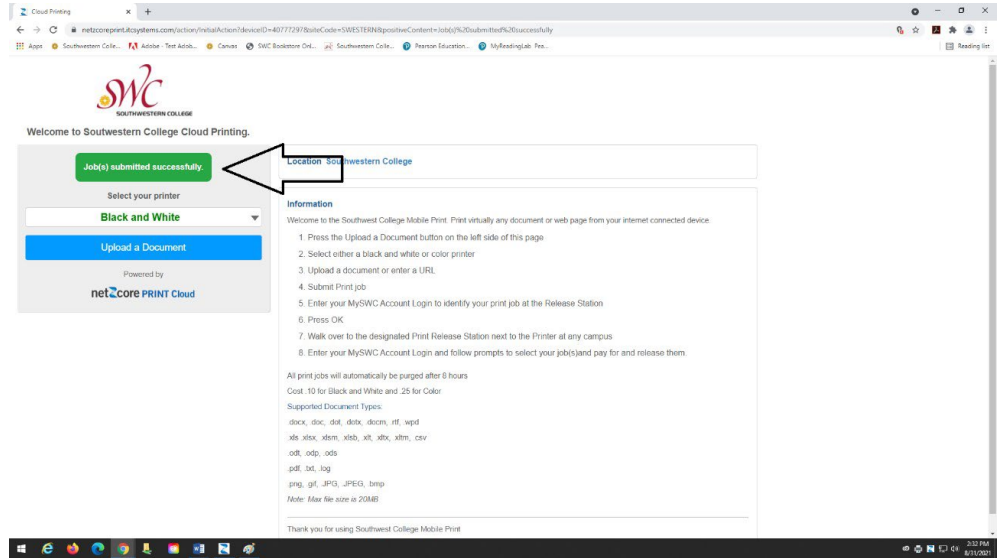 Cloud Printing
netzcoreprint.itcsystems.com/action/InitialAction?deviceID=40777297&siteCode=SWESTERN&positiveContent=Job(s)%20submitted%20successfully
Apps Southwestern Colle... Adobe - Test Adob... Canvas SWC Bookstore Onl... Southwestern Colle... Pearson Education... MyReadingLab Pea... Reading list
SWC
SOUTHWESTERN COLLEGE
Welcome to Soutwestern College Cloud Printing.
Job(s) submitted successfully.
Select your printer
Black and White
Upload a Document
Powered by
netZcore PRINT Cloud
Location Southwestern College
Information
Welcome to the Southwest College Mobile Print. Print virtually any document or web page from your internet connected device.
1. Press the Upload a Document button on the left side of this page
2. Select either a black and white or color printer
3. Upload a document or enter a URL
4. Submit Print job
5. Enter your MySWC Account Login to identify your print job at the Release Station
6. Press OK
7. Walk over to the designated Print Release Station next to the Printer at any campus
8. Enter your MySWC Account Login and follow prompts to select your job(s)and pay for and release them.
All print jobs will automatically be purged after 8 hours
Cost .10 for Black and White and .25 for Color
Supported Document Types:
.docx, .doc, .dot, .dotx, .docm, .rtf, .wpd
.xls .xlsx, .xlsm, .xlsb, .xlt, .xltx, .xltm, .csv
.odt, .odp, .ods
.pdf, .txt, .log
.png, .gif, .JPG, .JPEG, .bmp
Note: Max file size is 20MB
Thank you for using Southwest College Mobile Print
2:32 PM
8/11/2021